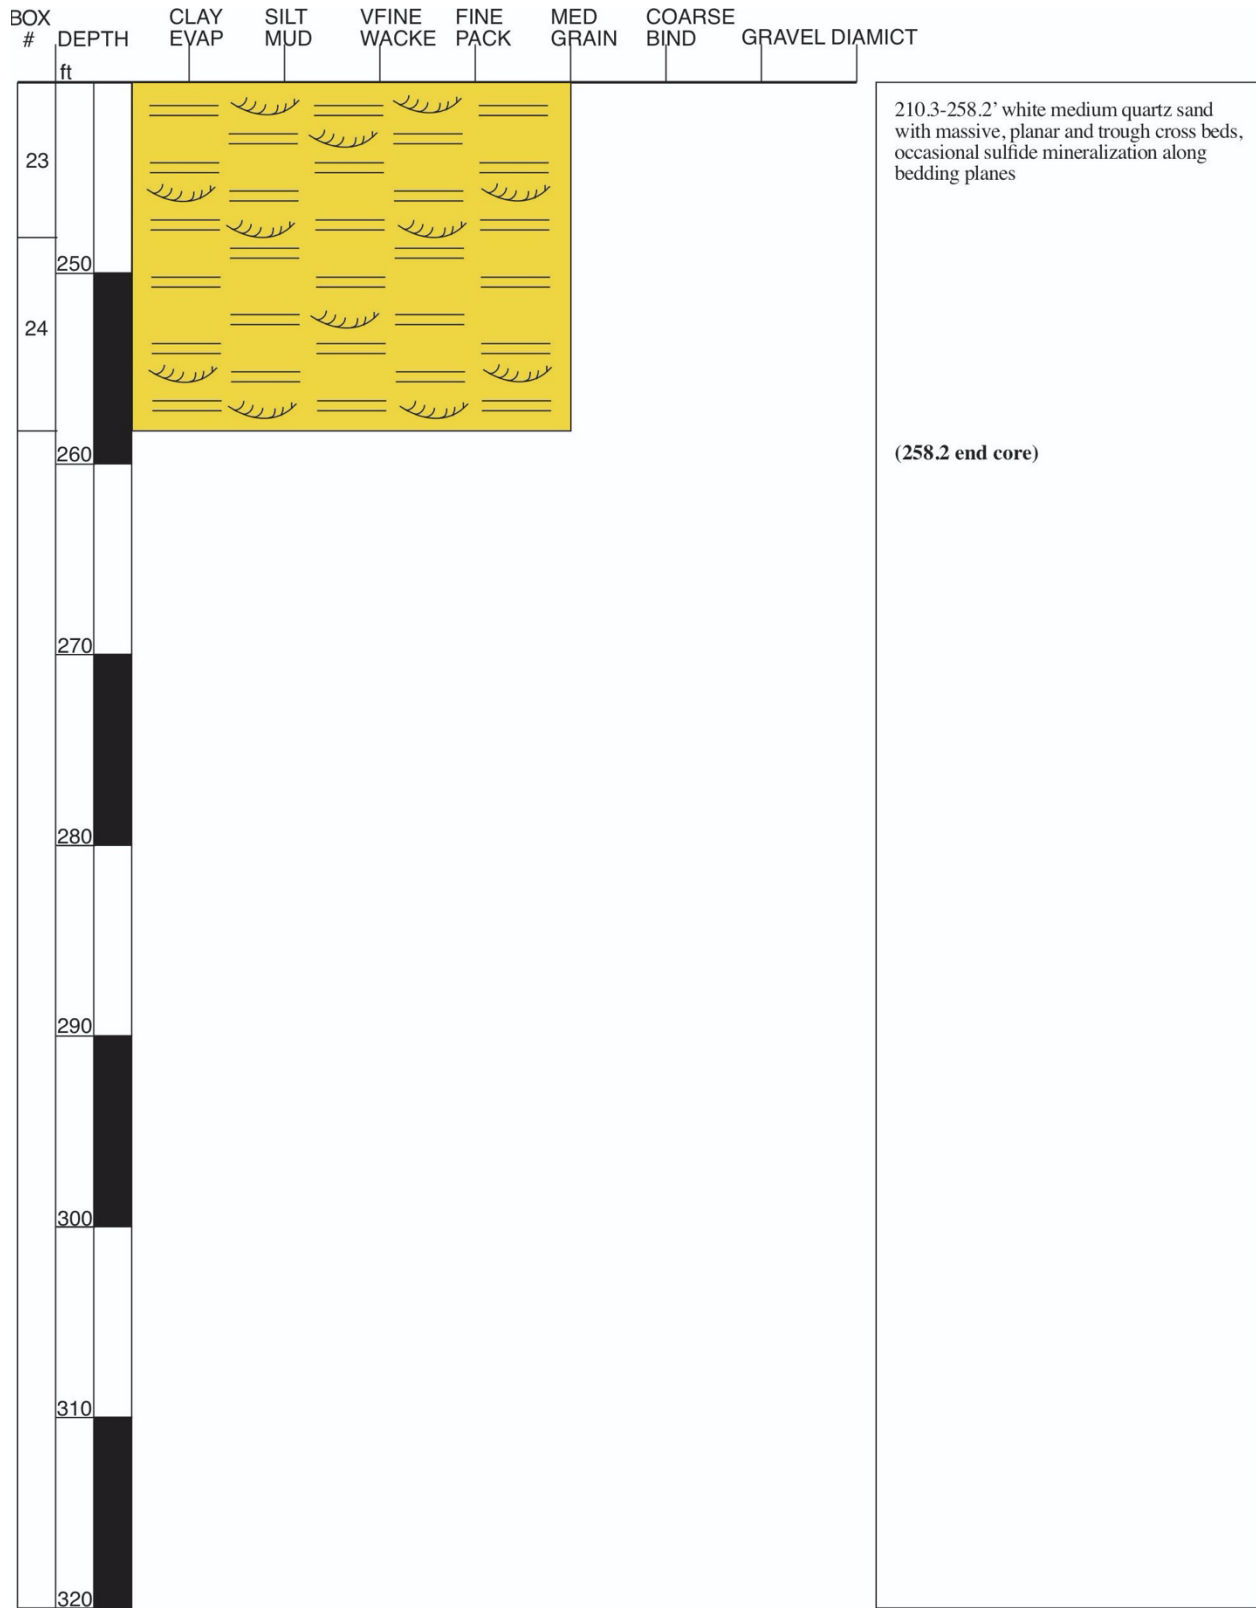 BOX CLAY SILT VFINE FINE MED COARSE
# DEPTH EVAP MUD WACKE PACK GRAIN BIND GRAVEL DIAMICT
ft
210.3-258.2’ white medium quartz sand
with massive, planar and trough cross beds,
occasional sulfide mineralization along
bedding planes
23
250
24
260
(258.2 end core)
270
280
290
300
310
320